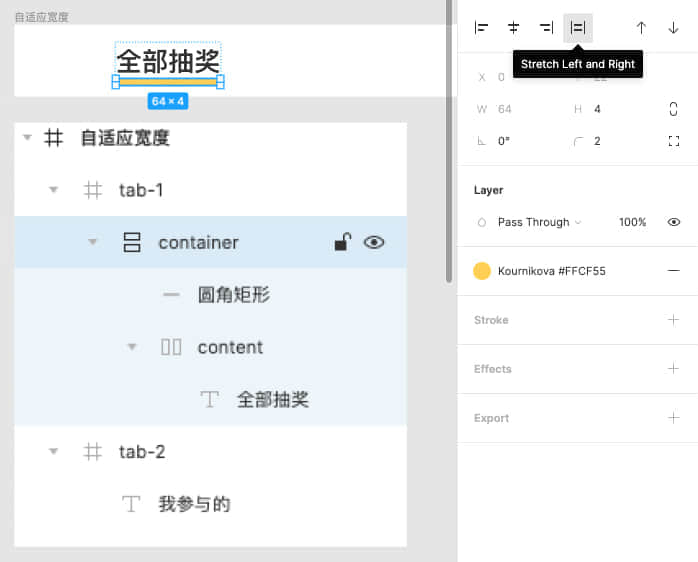 自适应宽度
全部抽奖
64 × 4
自适应宽度
tab-1
container
圆角矩形
content
全部抽奖
tab-2
我参与的
Stretch Left and Right
X 0
W 64 H 4
0° 2
Layer
Pass Through 100%
Kournikova #FFCF55
Stroke
Effects
Export